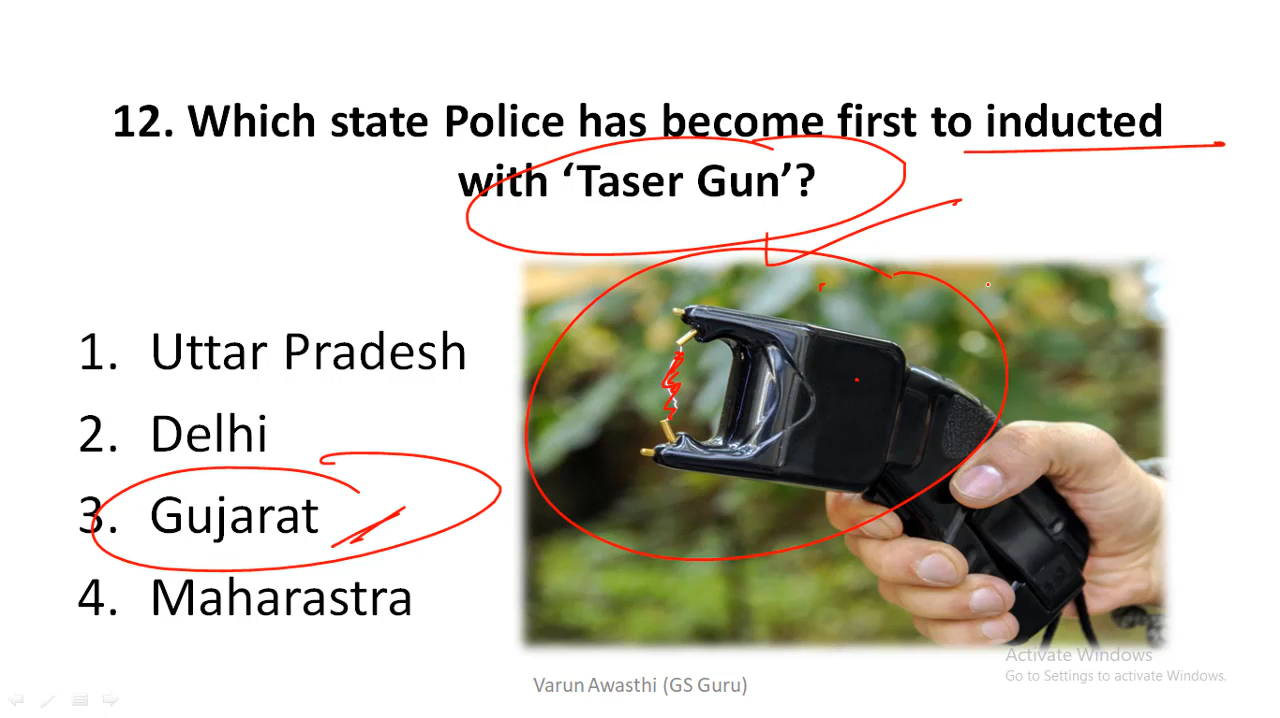 12. Which state Police has become first to inducted
with ‘Taser Gun’?
1. Uttar Pradesh
2. Delhi
3. Gujarat
4. Maharastra
Varun Awasthi (GS Guru)
Activate Windows
Go to Settings to activate Windows.